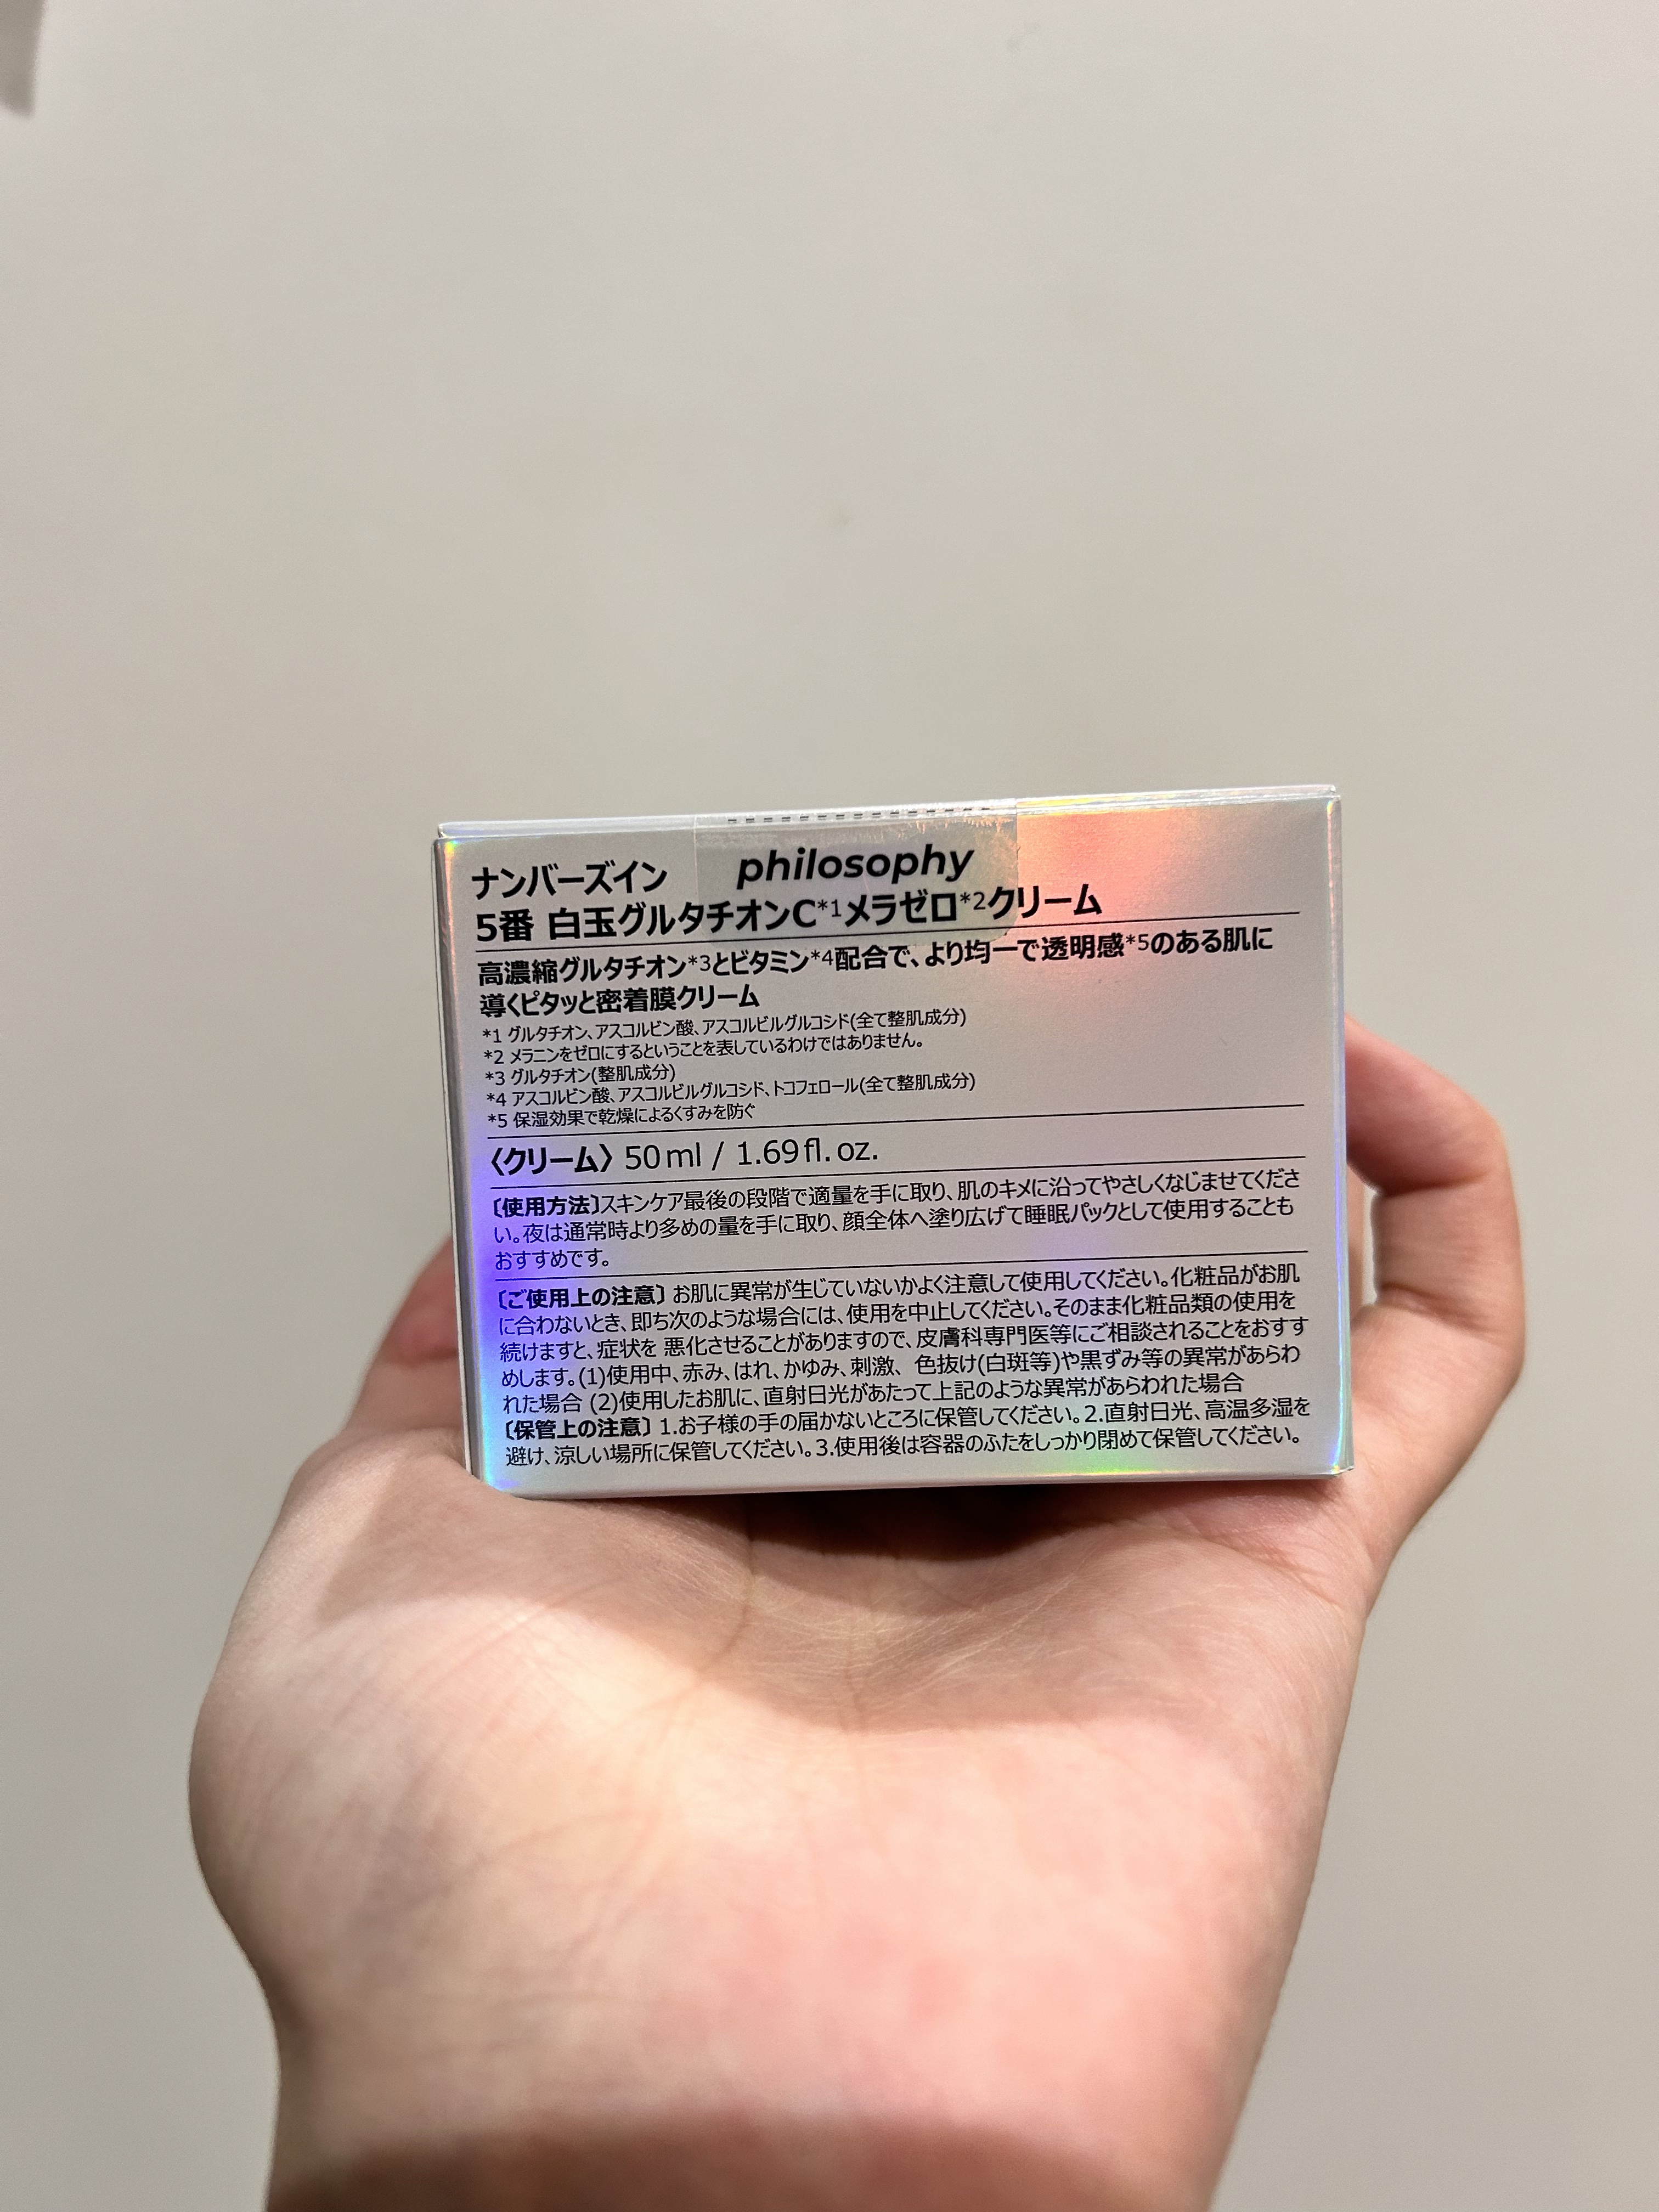 ナンバーズイン philosophy
5番 白玉グルタチオンC*1メラゼロ*2クリーム
高濃縮グルタチオン*3とビタミン*4配合で、より均一で透明感*5のある肌に
導くピタッと密着膜クリーム
*1 グルタチオン、アスコルビン酸、アスコルビルグルコシド(全て整肌成分)
*2 メラニンをゼロにするということを表しているわけではありません。
*3 グルタチオン(整肌成分)
*4 アスコルビン酸、アスコルビルグルコシド、トコフェロール(全て整肌成分)
*5 保湿効果で乾燥によるくすみを防ぐ
〈クリーム〉 50ml / 1.69fl.oz.
〔使用方法〕スキンケア最後の段階で適量を手に取り、肌のキメに沿ってやさしくなじませてくださ
い。夜は通常時より多めの量を手に取り、顔全体へ塗り広げて睡眠パックとして使用することも
おすすめです。
〔ご使用上の注意〕 お肌に異常が生じていないかよく注意して使用してください。化粧品がお肌
に合わないとき、即ち次のような場合には、使用を中止してください。そのまま化粧品類の使用を
続けますと、症状を 悪化させることがありますので、皮膚科専門医等にご相談されることをおすす
めします。(1)使用中、赤み、はれ、かゆみ、刺激、 色抜け(白斑等)や黒ずみ等の異常があらわ
れた場合 (2)使用したお肌に、直射日光があたって上記のような異常があらわれた場合
〔保管上の注意〕 1.お子様の手の届かないところに保管してください。2.直射日光、高温多湿を
避け、涼しい場所に保管してください。3.使用後は容器のふたをしっかり閉めて保管してください。